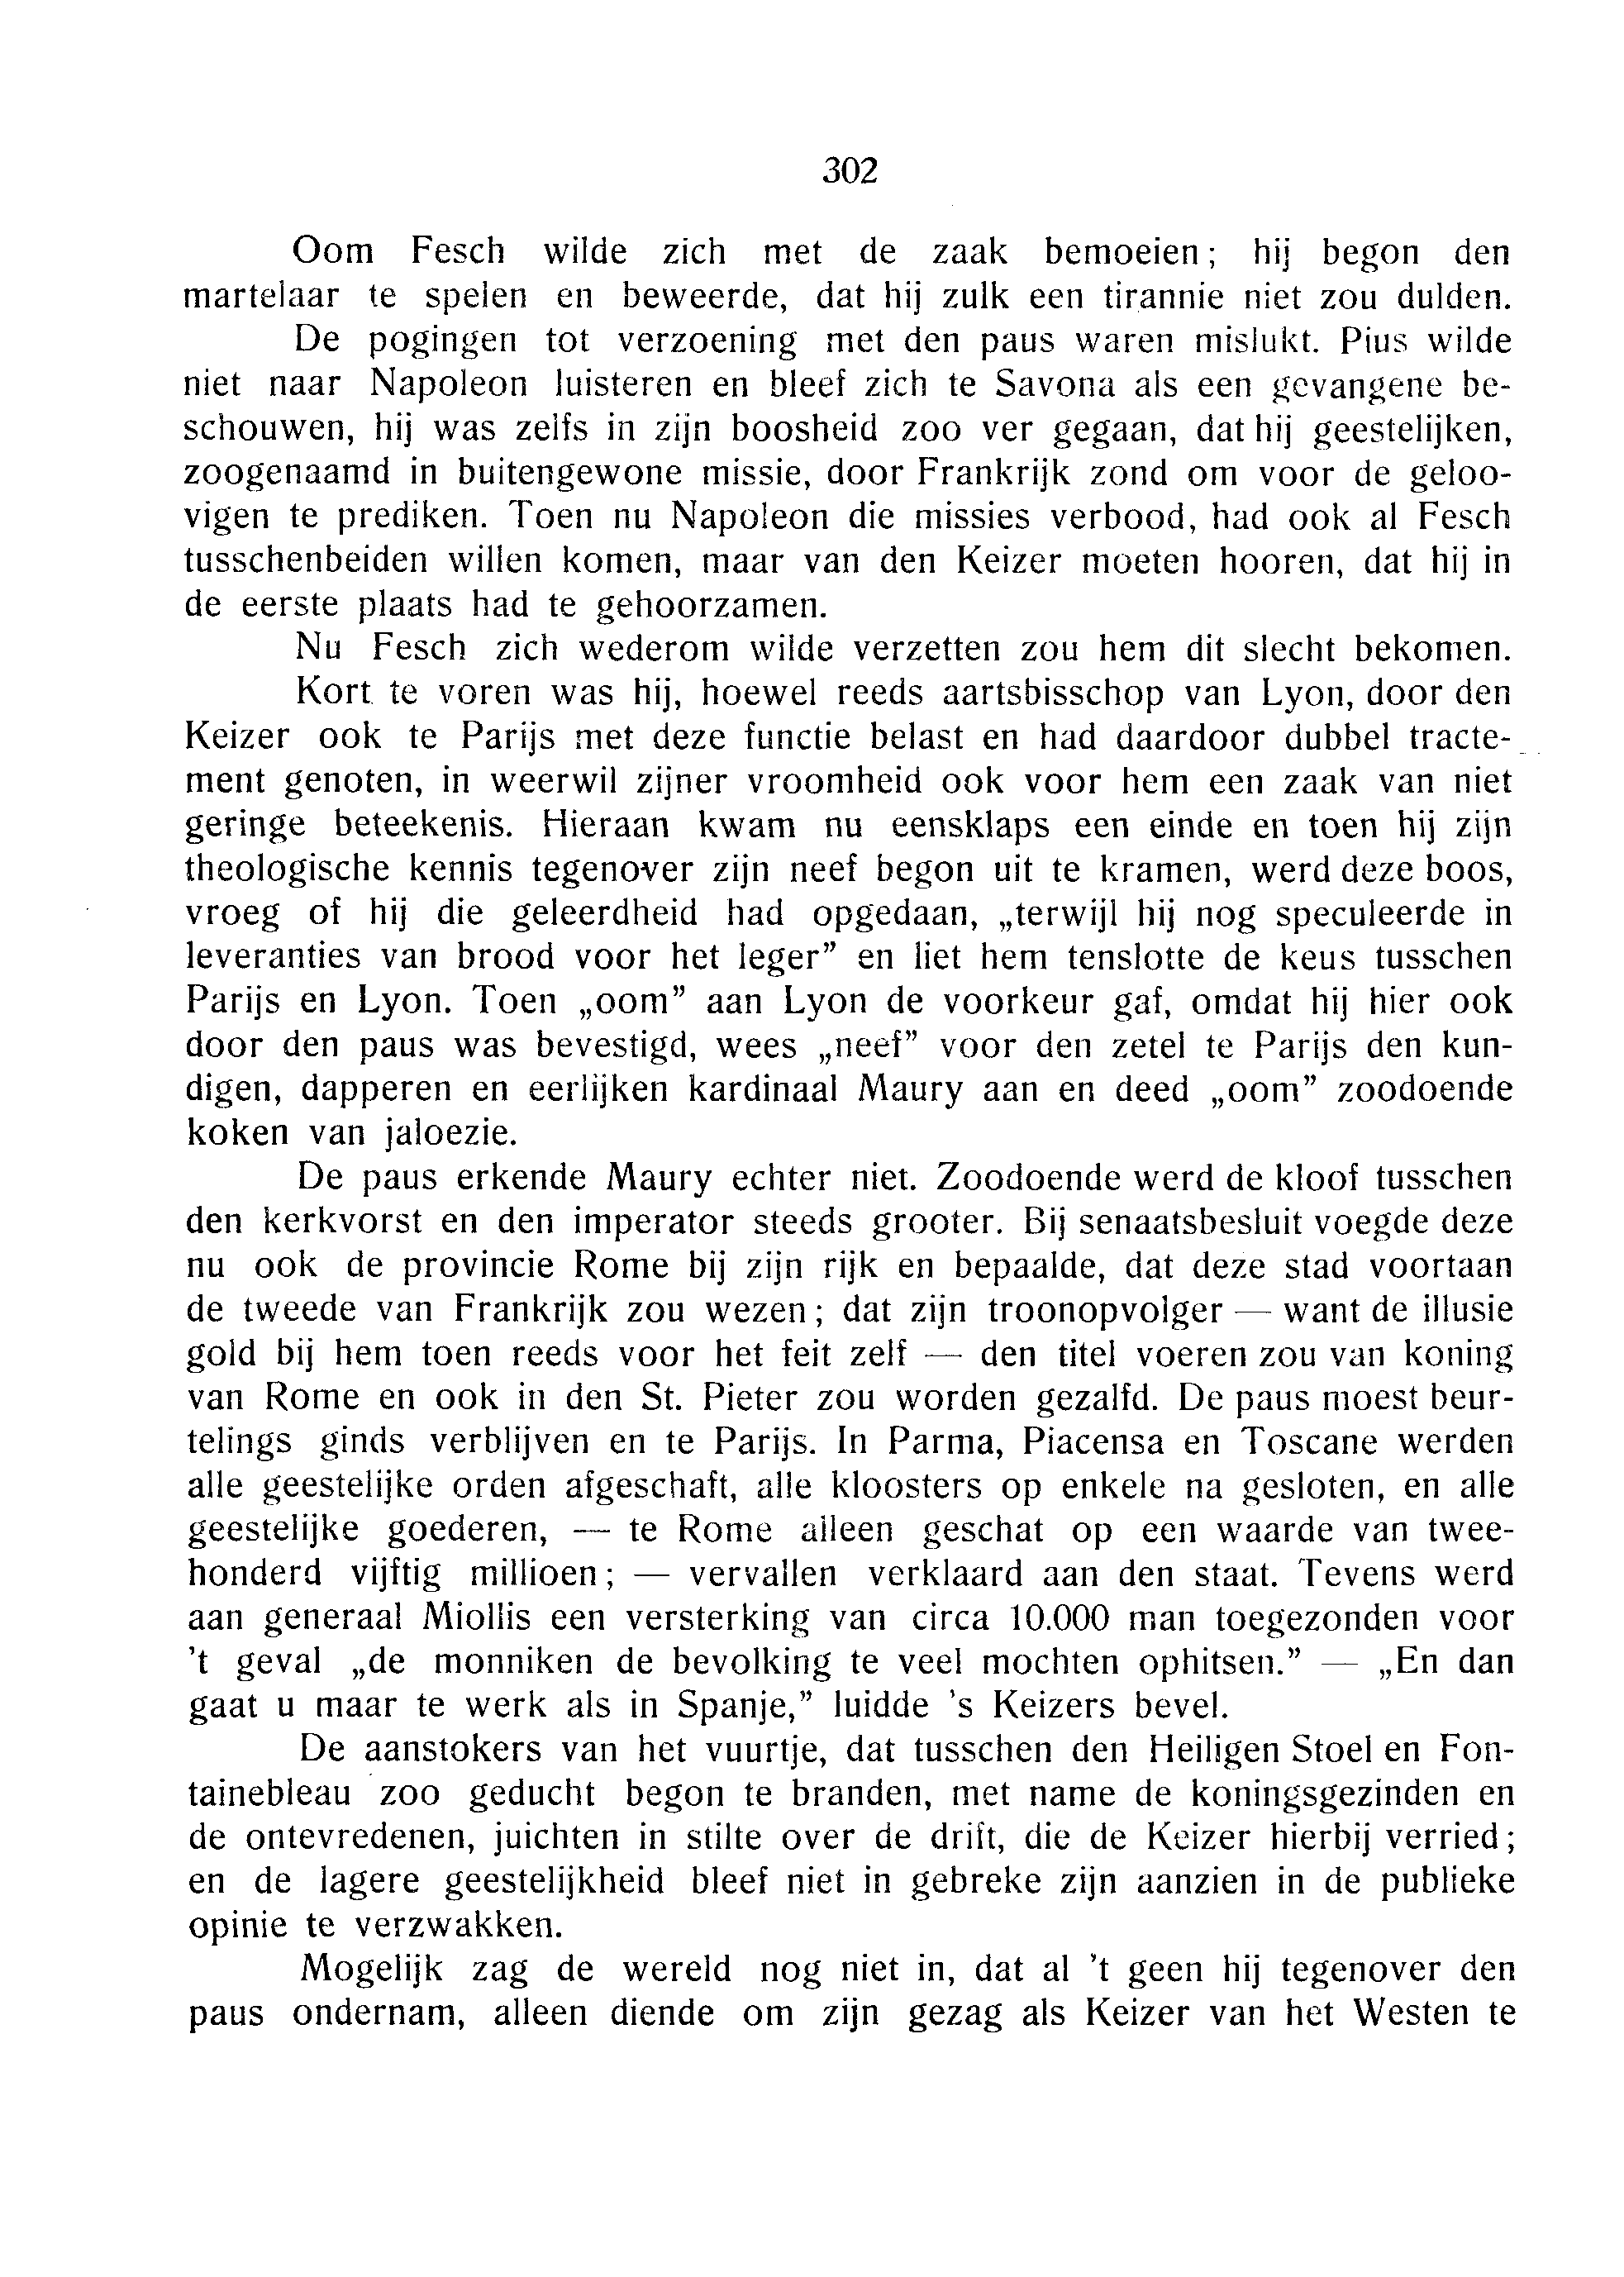 302
Oom Fesch wilde zich met de zaak bemoeien; hij begon den
martelaar te spelen en beweerde, dat hij zulk een tirannie niet zou dulden.
De pogingen tot verzoening met den paus waren mislukt. Pius wilde
niet naar Napoleon luisteren en bleef zich te Savona als een gevangene be-
schouwen, hij was zelfs in zijn boosheid zoo ver gegaan, dat hij geestelijken,
zoogenaamd in buitengewone missie, door Frankrijk zond om voor de geloo-
vigen te prediken. Toen nu Napoleon die missies verbood, had ook al Fesch
tusschenbeiden willen komen, maar van den Keizer moeten hooren, dat hij in
de eerste plaats had te gehoorzamen.
Nu Fesch zich wederom wilde verzetten zou hem dit slecht bekomen.
Kort te voren was hij, hoewel reeds aartsbisschop van Lyon, door den
Keizer ook te Parijs met deze functie belast en had daardoor dubbel tracte-
ment genoten, in weerwil zijner vroomheid ook voor hem een zaak van niet
geringe beteekenis. Hieraan kwam nu eensklaps een einde en toen hij zijn
theologische kennis tegenover zijn neef begon uit te kramen, werd deze boos,
vroeg of hij die geleerdheid had opgedaan, „terwijl hij nog speculeerde in
leveranties van brood voor het leger” en liet hem tenslotte de keus tusschen
Parijs en Lyon. Toen „oom” aan Lyon de voorkeur gaf, omdat hij hier ook
door den paus was bevestigd, wees „neef” voor den zetel te Parijs den kun-
digen, dapperen en eerlijken kardinaal Maury aan en deed „oom” zoodoende
koken van jaloezie.
De paus erkende Maury echter niet. Zoodoende werd de kloof tusschen
den kerkvorst en den imperator steeds grooter. Bij senaatsbesluit voegde deze
nu ook de provincie Rome bij zijn rijk en bepaalde, dat deze stad voortaan
de tweede van Frankrijk zou wezen; dat zijn troonopvolger — want de illusie
gold bij hem toen reeds voor het feit zelf — den titel voeren zou van koning
van Rome en ook in den St. Pieter zou worden gezalfd. De paus moest beur-
telings ginds verblijven en te Parijs. In Parma, Piacensa en Toscane werden
alle geestelijke orden afgeschaft, alle kloosters op enkele na gesloten, en alle
geestelijke goederen, — te Rome alleen geschat op een waarde van twee-
honderd vijftig millioen; — vervallen verklaard aan den staat. Tevens werd
aan generaal Miollis een versterking van circa 10.000 man toegezonden voor
’t geval „de monniken de bevolking te veel mochten ophitsen.” — „En dan
gaat u maar te werk als in Spanje,” luidde ’s Keizers bevel.
De aanstokers van het vuurtje, dat tusschen den Heiligen Stoel en Fon-
tainebleau zoo geducht begon te branden, met name de koningsgezinden en
de ontevredenen, juichten in stilte over de drift, die de Keizer hierbij verried;
en de lagere geestelijkheid bleef niet in gebreke zijn aanzien in de publieke
opinie te verzwakken.
Mogelijk zag de wereld nog niet in, dat al ’t geen hij tegenover den
paus ondernam, alleen diende om zijn gezag als Keizer van het Westen te